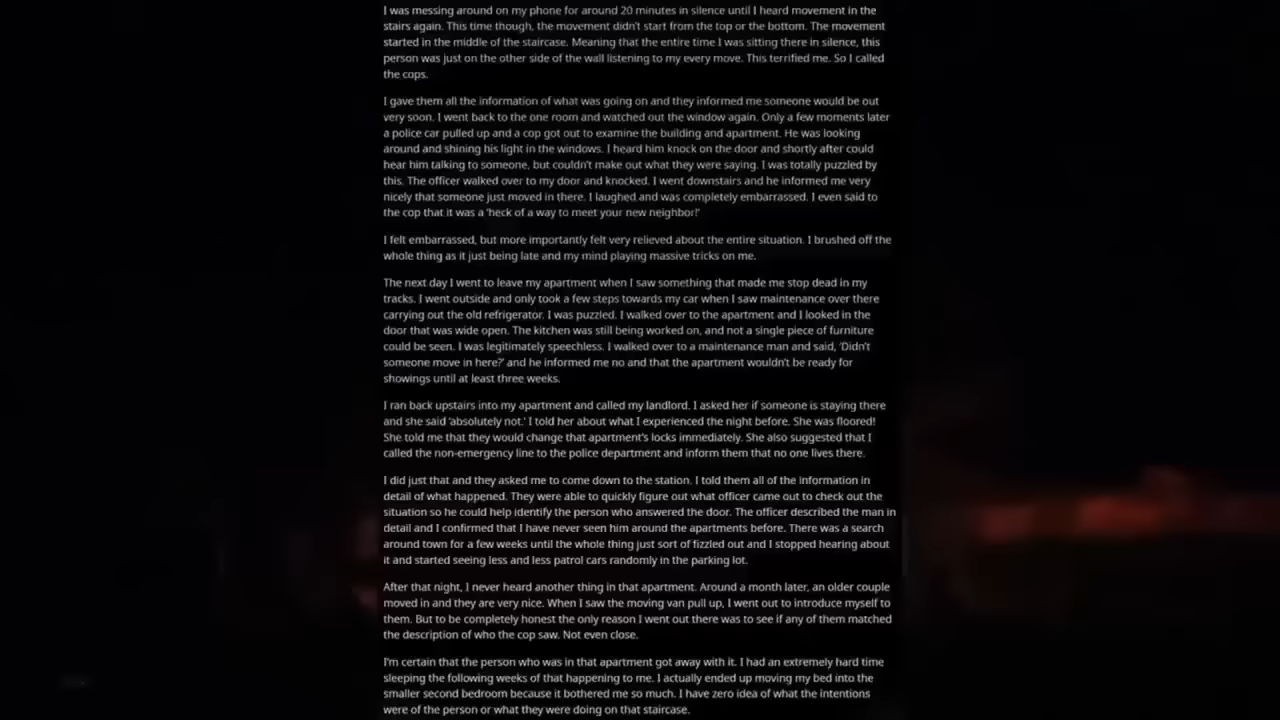 I was messing around on my phone for around 20 minutes in silence until I heard movement in the
stairs again. This time though, the movement didn't start from the top or the bottom. The movement
started in the middle of the staircase. Meaning that the entire time I was sitting there in silence, this
person was just on the other side of the wall listening to my every move. This terrified me. So I called
the cops.
I gave them all the information of what was going on and they informed me someone would be out
very soon. I went back to the one room and watched out the window again. Only a few moments later
a police car pulled up and a cop got out to examine the building and apartment. He was looking
around and shining his light in the windows. I heard him knock on the door and shortly after could
hear him talking to someone, but couldn't make out what they were saying. I was totally puzzled by
this. The officer walked over to my door and knocked. I went downstairs and he informed me very
nicely that someone just moved in there. I laughed and was completely embarrassed. I even said to
the cop that it was a 'heck of a way to meet your new neighbor!'
I felt embarrassed, but more importantly felt very relieved about the entire situation. I brushed off the
whole thing as it just being late and my mind playing massive tricks on me.
The next day I went to leave my apartment when I saw something that made me stop dead in my
tracks. I went outside and only took a few steps towards my car when I saw maintenance over there
carrying out the old refrigerator. I was puzzled. I walked over to the apartment and I looked in the
door that was wide open. The kitchen was still being worked on, and not a single piece of furniture
could be seen. I was legitimately speechless. I walked over to a maintenance man and said, 'Didn't
someone move in here?' and he informed me no and that the apartment wouldn't be ready for
showings until at least three weeks.
I ran back upstairs into my apartment and called my landlord. I asked her if someone is staying there
and she said 'absolutely not.' I told her about what I experienced the night before. She was floored!
She told me that they would change that apartment's locks immediately. She also suggested that I
called the non-emergency line to the police department and inform them that no one lives there.
I did just that and they asked me to come down to the station. I told them all of the information in
detail of what happened. They were able to quickly figure out what officer came out to check out the
situation so he could help identify the person who answered the door. The officer described the man in
detail and I confirmed that I have never seen him around the apartments before. There was a search
around town for a few weeks until the whole thing just sort of fizzled out and I stopped hearing about
it and started seeing less and less patrol cars randomly in the parking lot.
After that night, I never heard another thing in that apartment. Around a month later, an older couple
moved in and they are very nice. When I saw the moving van pull up, I went out to introduce myself to
them. But to be completely honest the only reason I went out there was to see if any of them matched
the description of who the cop saw. Not even close.
I'm certain that the person who was in that apartment got away with it. I had an extremely hard time
sleeping the following weeks of that happening to me. I actually ended up moving my bed into the
smaller second bedroom because it bothered me so much. I have zero idea of what the intentions
were of the person or what they were doing on that staircase.